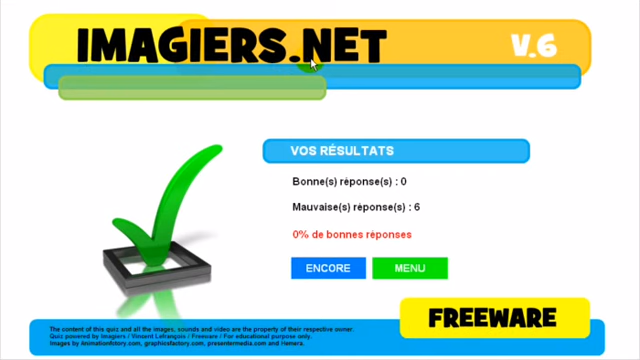 IMAGIERS.NET
V.6
VOS RÉSULTATS
Bonne(s) réponse(s) : 0
Mauvaise(s) réponse(s) : 6
0% de bonnes réponses
ENCORE
MENU
FREEWARE
The content of this quiz and all the images, sounds and video are the property of their respective owner.
Quiz powered by Imagiers / Vincent Lefrançois / Freeware / For educational purpose only.
Images by Animationfctory.com, graphicsfactory.com, presentermedia.com and